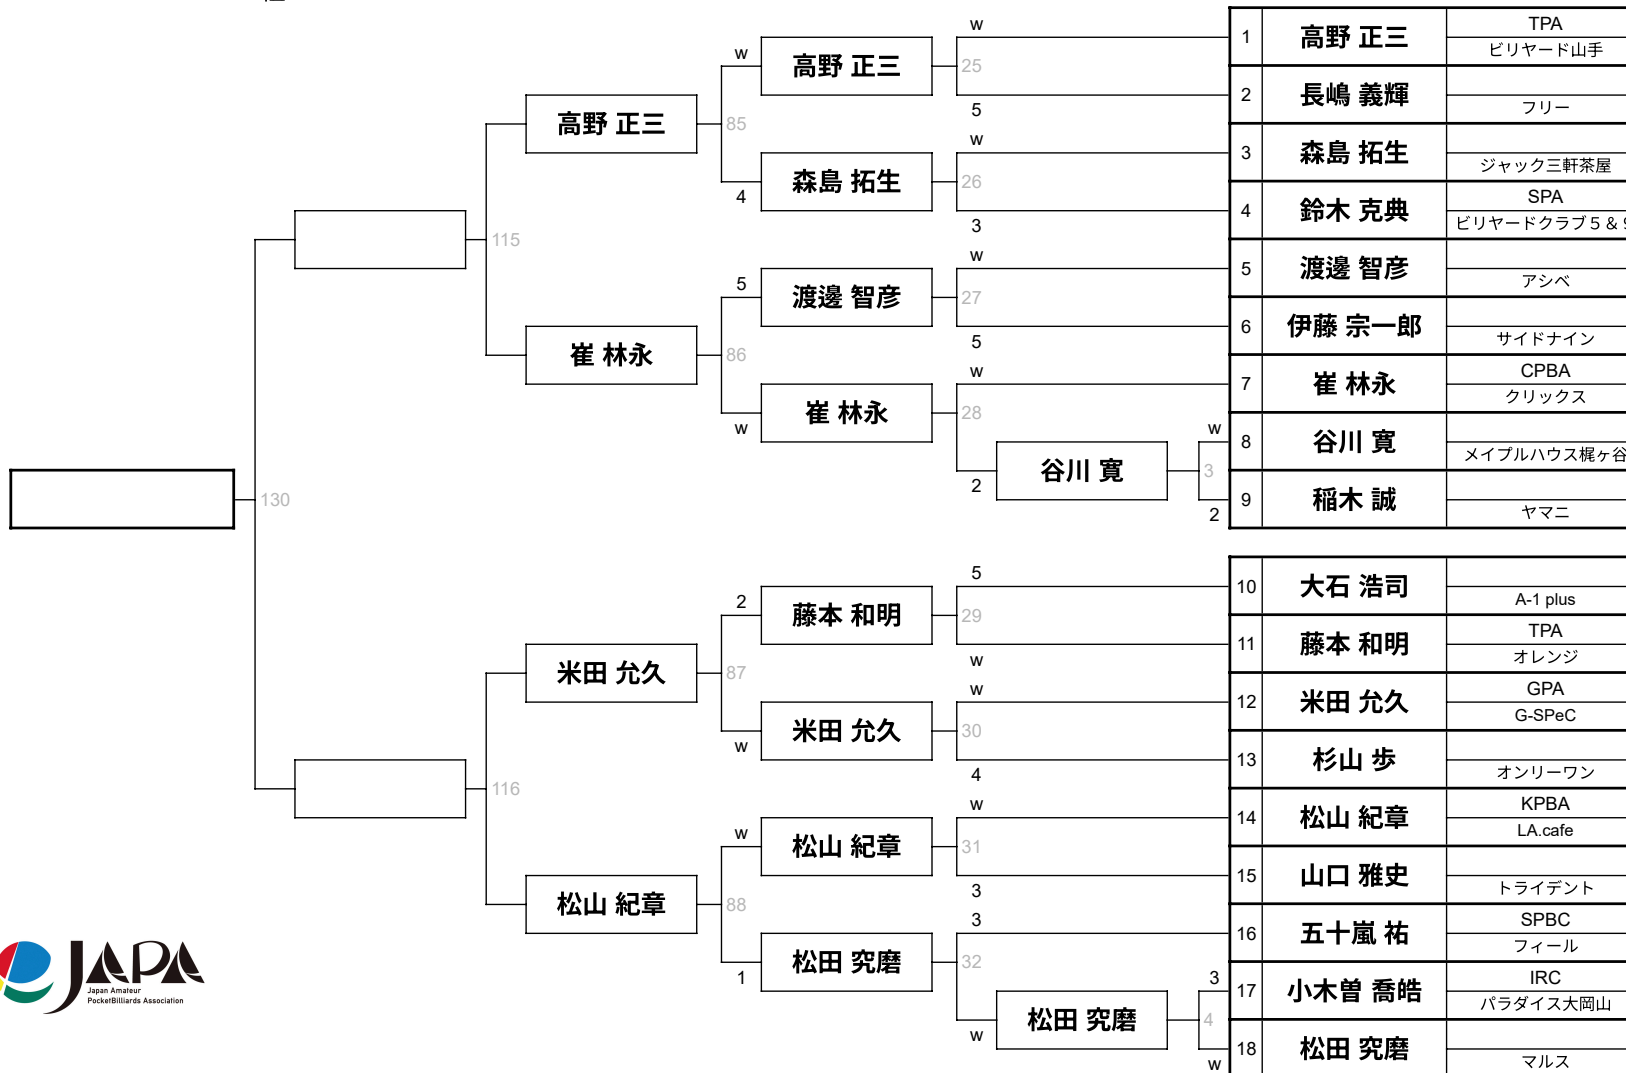 高野 正三
w
25
5
1
高野 正三
TPA
ビリヤード山手
2
長嶋 義輝
フリー
w
高野 正三
85
4
森島 拓生
w
26
3
3
森島 拓生
ジャック三軒茶屋
4
鈴木 克典
SPA
ビリヤードクラブ5&9
115
5
渡邊 智彦
w
27
5
5
渡邊 智彦
アシベ
6
伊藤 宗一郎
サイドナイン
崔 林永
86
w
崔 林永
w
28
2
谷川 寛
w
3
2
7
崔 林永
CPBA
クリックス
8
谷川 寛
メイプルハウス梶ヶ谷
9
稲木 誠
ヤマニ
130
2
藤本 和明
5
29
w
10
大石 浩司
A-1 plus
11
藤本 和明
TPA
オレンジ
米田 允久
87
w
米田 允久
w
30
4
12
米田 允久
GPA
G-SPeC
13
杉山 歩
オンリーワン
116
w
松山 紀章
w
31
3
14
松山 紀章
KPBA
LA.cafe
15
山口 雅史
トライデント
松山 紀章
88
1
松田 究磨
3
32
w
松田 究磨
3
4
w
16
五十嵐 祐
SPBC
フィール
17
小木曽 喬皓
IRC
パラダイス大岡山
18
松田 究磨
マルス
JAPA
Japan Amateur
PocketBilliards Association